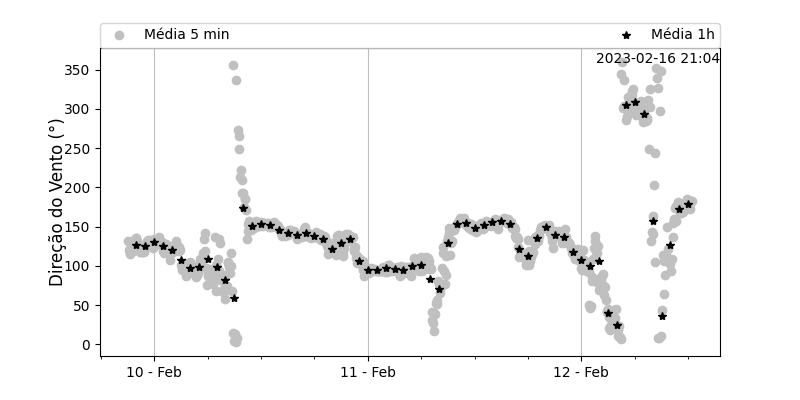 Média 5 min
Média 1h
2023-02-16 21:04
Direção do Vento (°)
350
300
250
200
150
100
50
0
10 - Feb
11 - Feb
12 - Feb